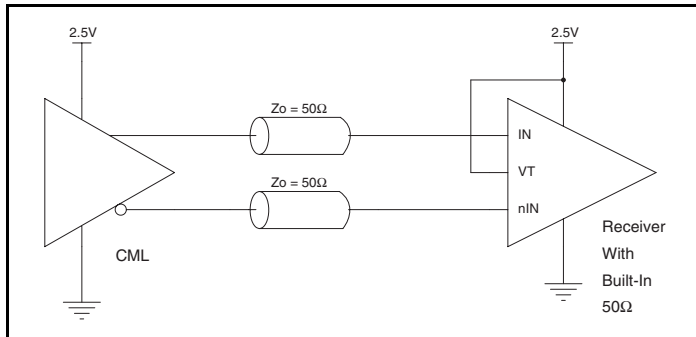 2.5V
2.5V
Zo = 50Ω
IN
VT
Zo = 50Ω
nIN
CML
Receiver
With
Built-In
50Ω